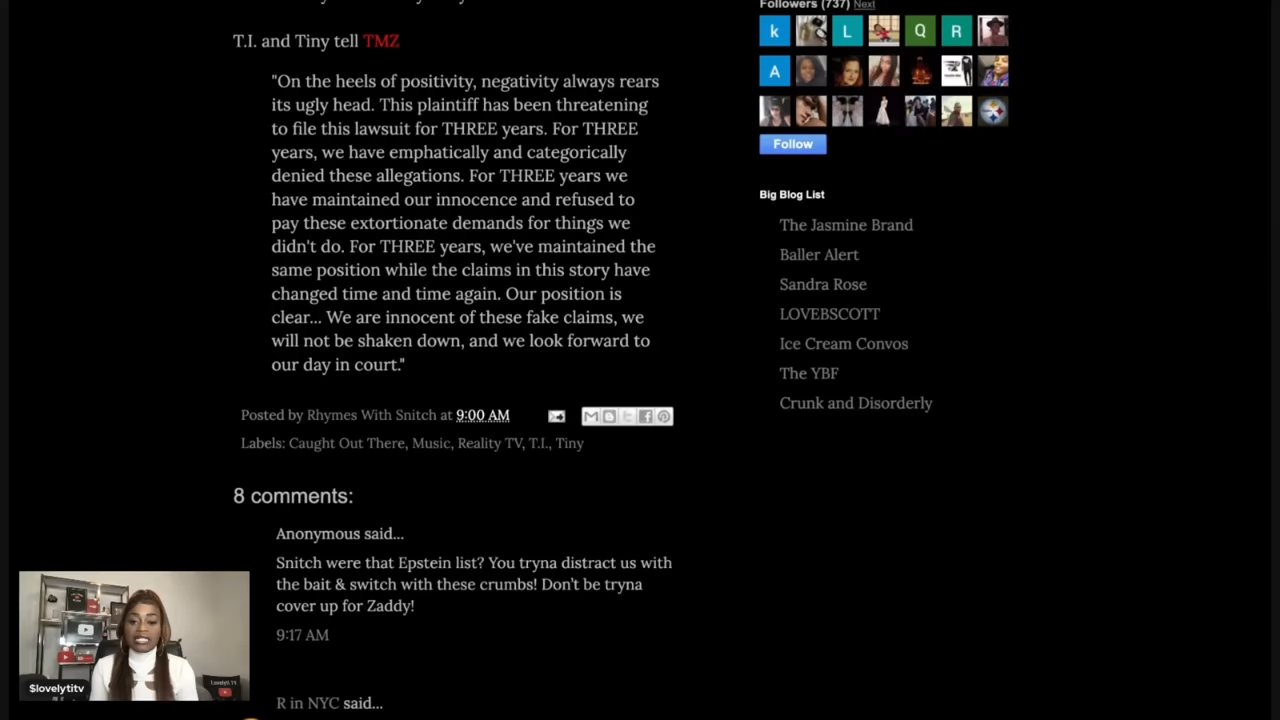 Followers (737) Next
T.I. and Tiny tell TMZ
"On the heels of positivity, negativity always rears
its ugly head. This plaintiff has been threatening
to file this lawsuit for THREE years. For THREE
years, we have emphatically and categorically
denied these allegations. For THREE years we
have maintained our innocence and refused to
pay these extortionate demands for things we
didn't do. For THREE years, we've maintained the
same position while the claims in this story have
changed time and time again. Our position is
clear... We are innocent of these fake claims, we
will not be shaken down, and we look forward to
our day in court."
Posted by Rhymes With Snitch at 9:00 AM
Labels: Caught Out There, Music, Reality TV, T.I., Tiny
8 comments:
Anonymous said...
Snitch were that Epstein list? You tryna distract us with
the bait & switch with these crumbs! Don't be tryna
cover up for Zaddy!
9:17 AM
R in NYC said...
k
L
Q
R
A
Follow
Big Blog List
The Jasmine Brand
Baller Alert
Sandra Rose
LOVEBSCOTT
Ice Cream Convos
The YBF
Crunk and Disorderly
$lovelytitv
Lovely TI TV